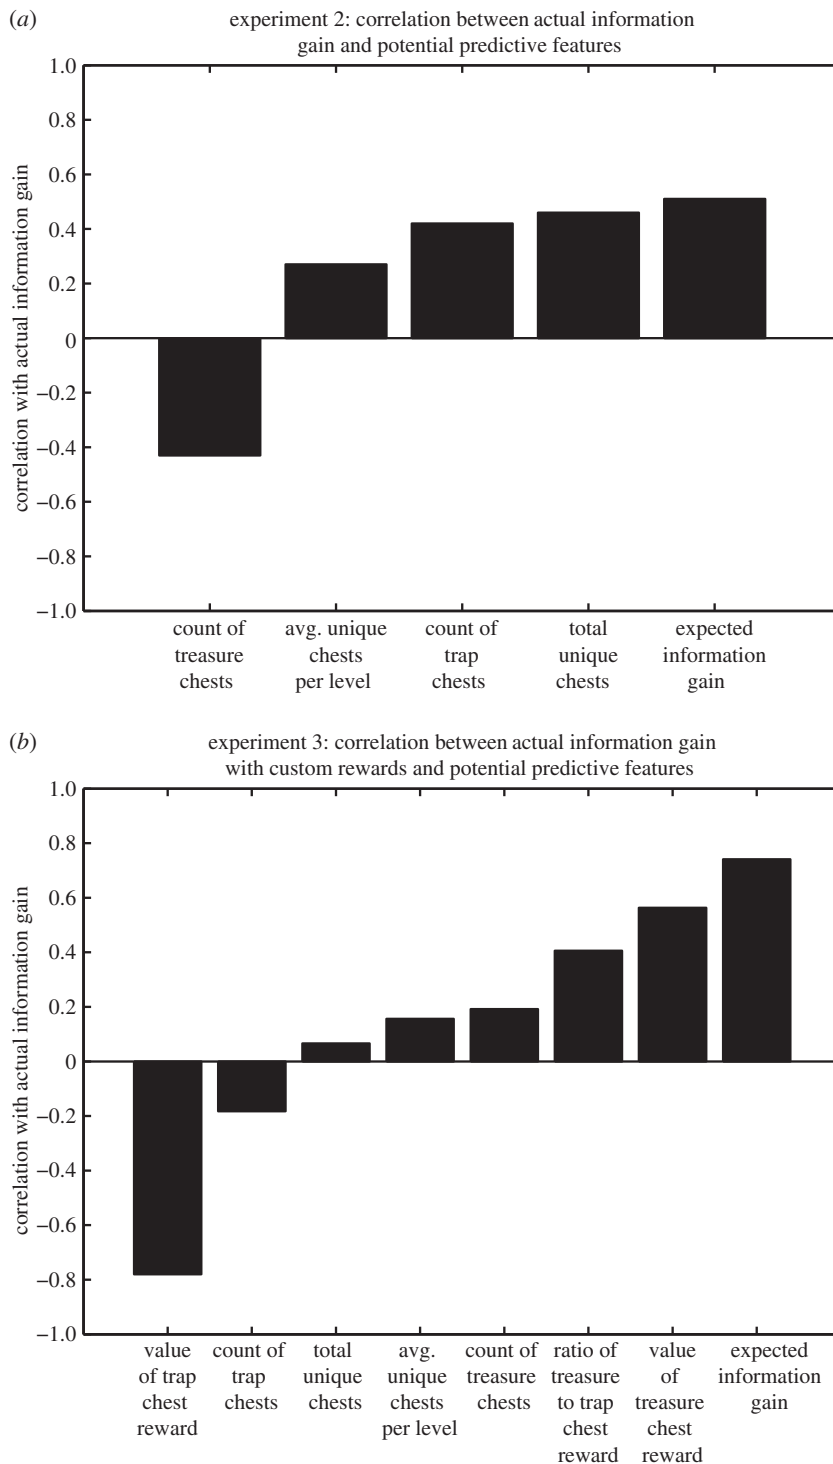 (a)
experiment 2: correlation between actual information
gain and potential predictive features
correlation with actual information gain
1.0
0.8
0.6
0.4
0.2
0
−0.2
−0.4
−0.6
−0.8
−1.0
count of
treasure
chests
avg. unique
chests
per level
count of
trap
chests
total
unique
chests
expected
information
gain
(b)
experiment 3: correlation between actual information gain
with custom rewards and potential predictive features
correlation with actual information gain
1.0
0.8
0.6
0.4
0.2
0
−0.2
−0.4
−0.6
−0.8
−1.0
value
of trap
chest
reward
count of
trap
chests
total
unique
chests
avg.
unique
chests
per level
count of
treasure
chests
ratio of
treasure
to trap
chest
reward
value
of
treasure
chest
reward
expected
information
gain